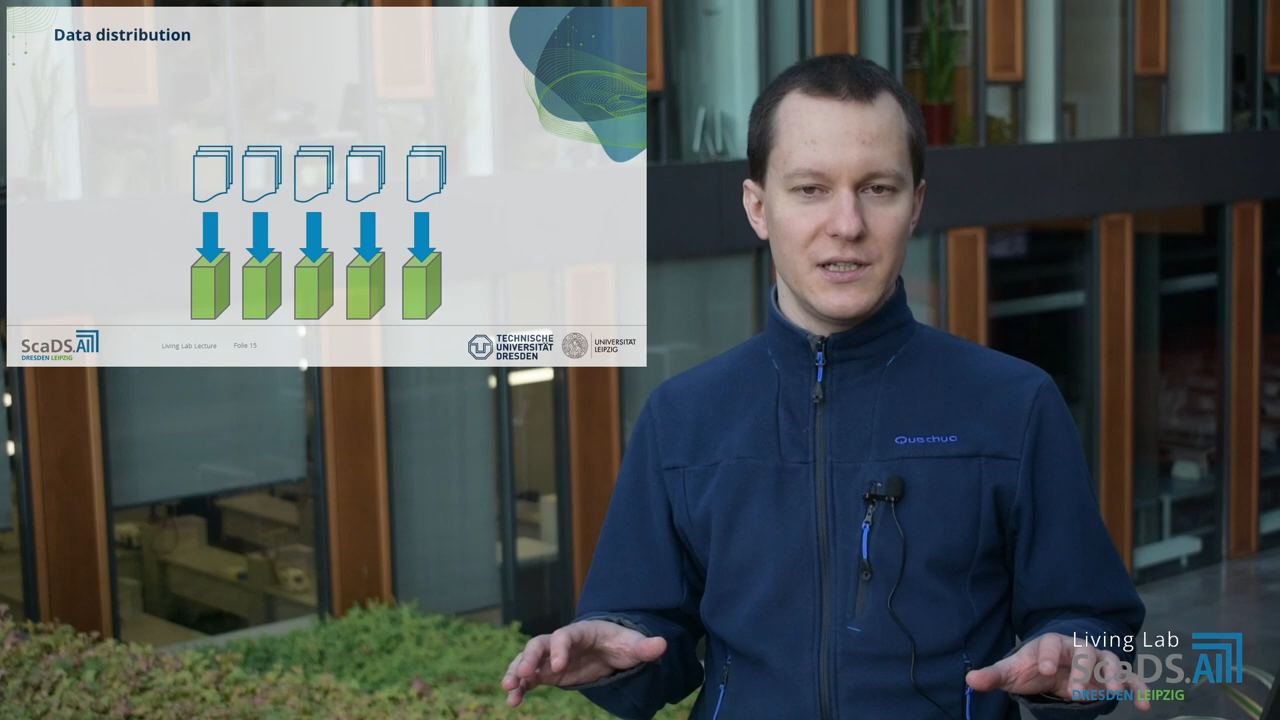 Data distribution
ScaDS.AI
DRESDEN LEIPZIG
Living Lab Lecture
Folie 15
TECHNISCHE
UNIVERSITÄT
DRESDEN
UNIVERSITÄT
LEIPZIG
Quechua
Living Lab
ScaDS.AI
DRESDEN LEIPZIG